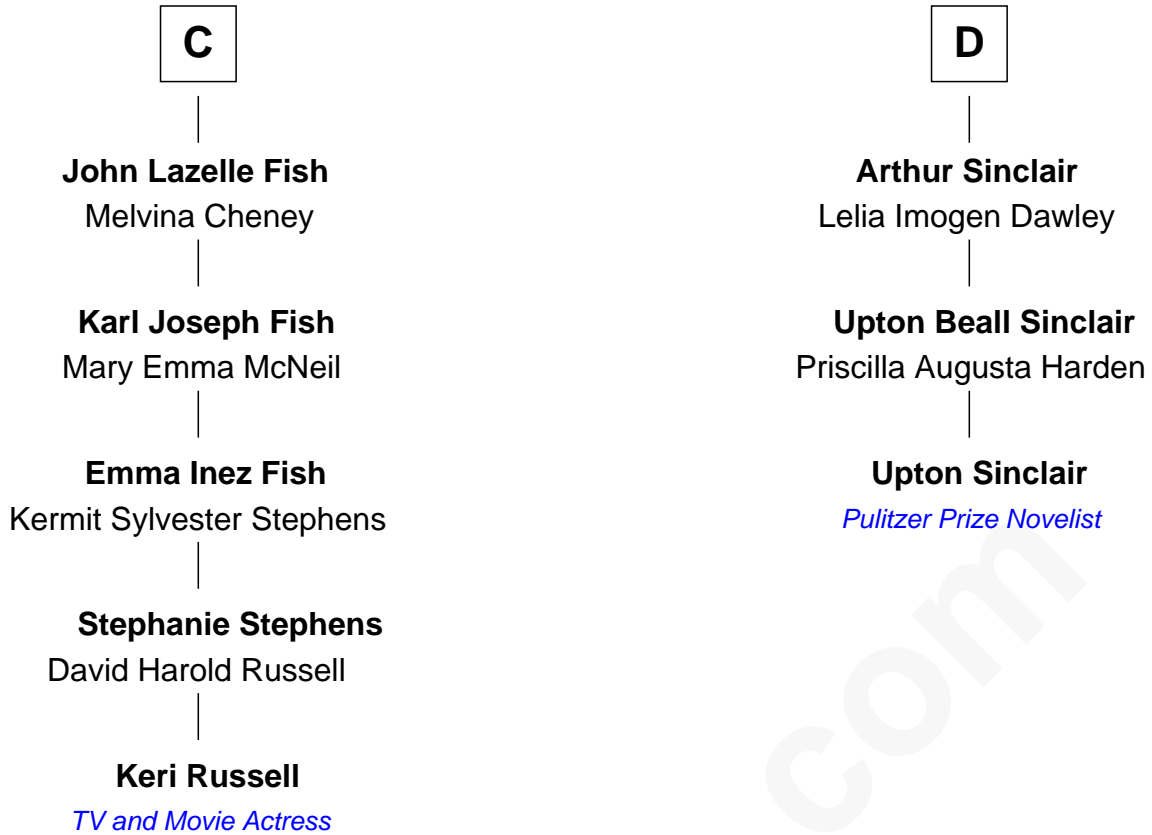 C
John Lazelle Fish
Melvina Cheney
Karl Joseph Fish
Mary Emma McNeil
Emma Inez Fish
Kermit Sylvester Stephens
Stephanie Stephens
David Harold Russell
Keri Russell
TV and Movie Actress
D
Arthur Sinclair
Lelia Imogen Dawley
Upton Beall Sinclair
Priscilla Augusta Harden
Upton Sinclair
Pulitzer Prize Novelist
com